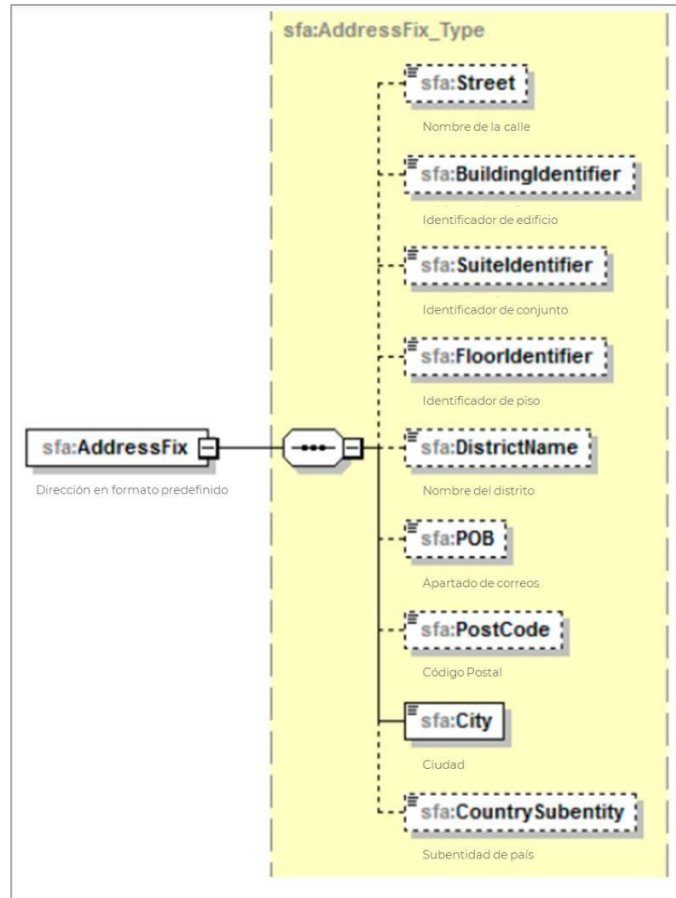 sfa:AddressFix_Type
sfa:Street
Nombre de la calle
sfa:BuildingIdentifier
Identificador de edificio
sfa:SuiteIdentifier
Identificador de conjunto
sfa:FloorIdentifier
Identificador de piso
sfa:AddressFix
Dirección en formato predefinido
sfa:DistrictName
Nombre del distrito
sfa:POB
Apartado de correos
sfa:PostCode
Código Postal
sfa:City
Ciudad
sfa:CountrySubentity
Subentidad de país